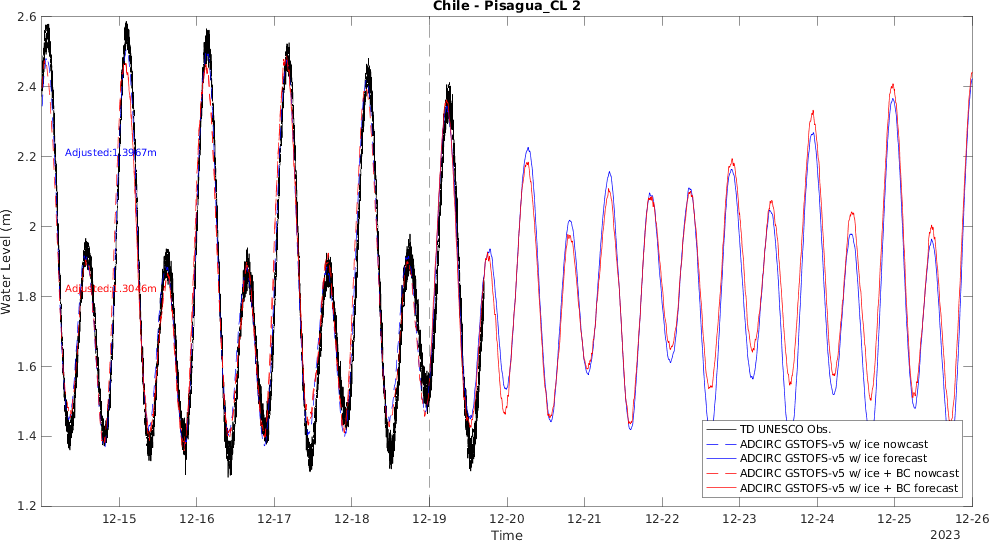 Chile - Pisagua_CL 2
2.6
2.4
2.2
2
1.8
1.6
1.4
1.2
Water Level (m)
Adjusted:1.3967m
Adjusted:1.3046m
TD UNESCO Obs.
ADCIRC GSTOFS-v5 w/ ice nowcast
ADCIRC GSTOFS-v5 w/ ice forecast
ADCIRC GSTOFS-v5 w/ ice + BC nowcast
ADCIRC GSTOFS-v5 w/ ice + BC forecast
12-15 12-16 12-17 12-18 12-19 12-20 12-21 12-22 12-23 12-24 12-25 12-26
Time
2023